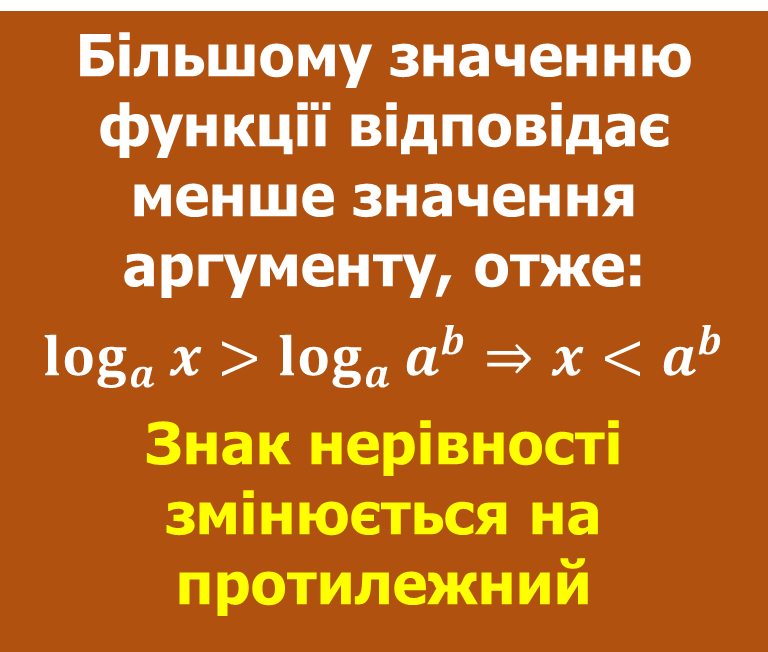 Більшому значенню
функції відповідає
менше значення
аргументу, отже:
logₐ x > logₐ aᵇ ⇒ x < aᵇ
Знак нерівності
змінюється на
протилежний